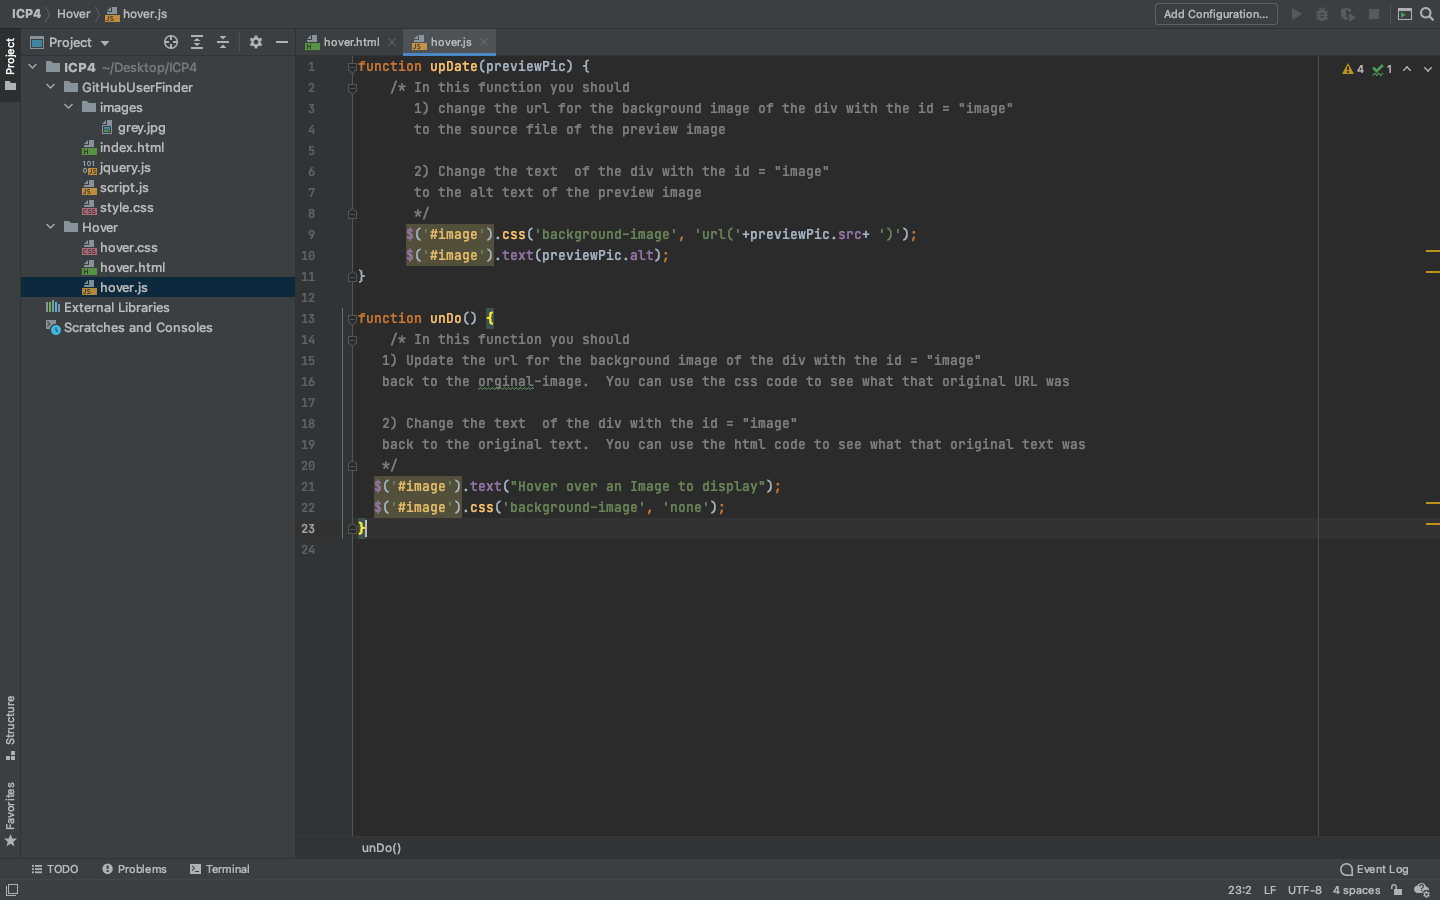 ICP4 Hover hover.js
Add Configuration...
Project
Project
hover.html
hover.js
ICP4 ~/Desktop/ICP4
GitHubUserFinder
images
grey.jpg
index.html
jquery.js
script.js
style.css
Hover
hover.css
hover.html
hover.js
External Libraries
Scratches and Consoles
4 1
1 function upDate(previewPic) {
2 /* In this function you should
3 1) change the url for the background image of the div with the id = "image"
4 to the source file of the preview image
5
6 2) Change the text  of the div with the id = "image"
7 to the alt text of the preview image
8 */
9 $('#image').css('background-image', 'url('+previewPic.src+ ')');
10 $('#image').text(previewPic.alt);
11 }
12
13 function unDo() {
14 /* In this function you should
15 1) Update the url for the background image of the div with the id = "image"
16 back to the orginal-image.  You can use the css code to see what that original URL was
17
18 2) Change the text  of the div with the id = "image"
19 back to the original text.  You can use the html code to see what that original text was
20 */
21 $('#image').text("Hover over an Image to display");
22 $('#image').css('background-image', 'none');
23 }
24
Structure
Favorites
unDo()
TODO
Problems
Terminal
Event Log
23:2 LF UTF-8 4 spaces